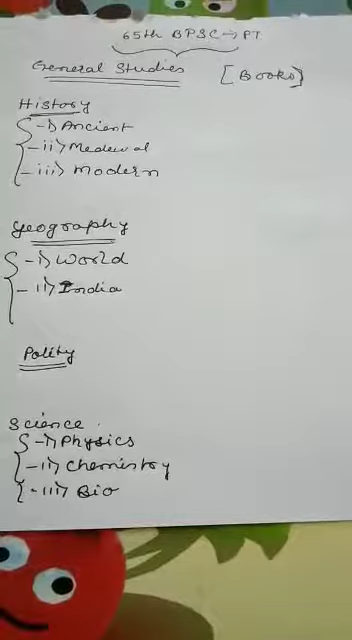 65th BPSC → PT
General Studies [Books]
History
- i> Ancient
- ii> Medeival
- iii> Modern
Geography
- i> World
- ii> India
Polity
Science
- i> Physics
- ii> Chemistry
- iii> Bio